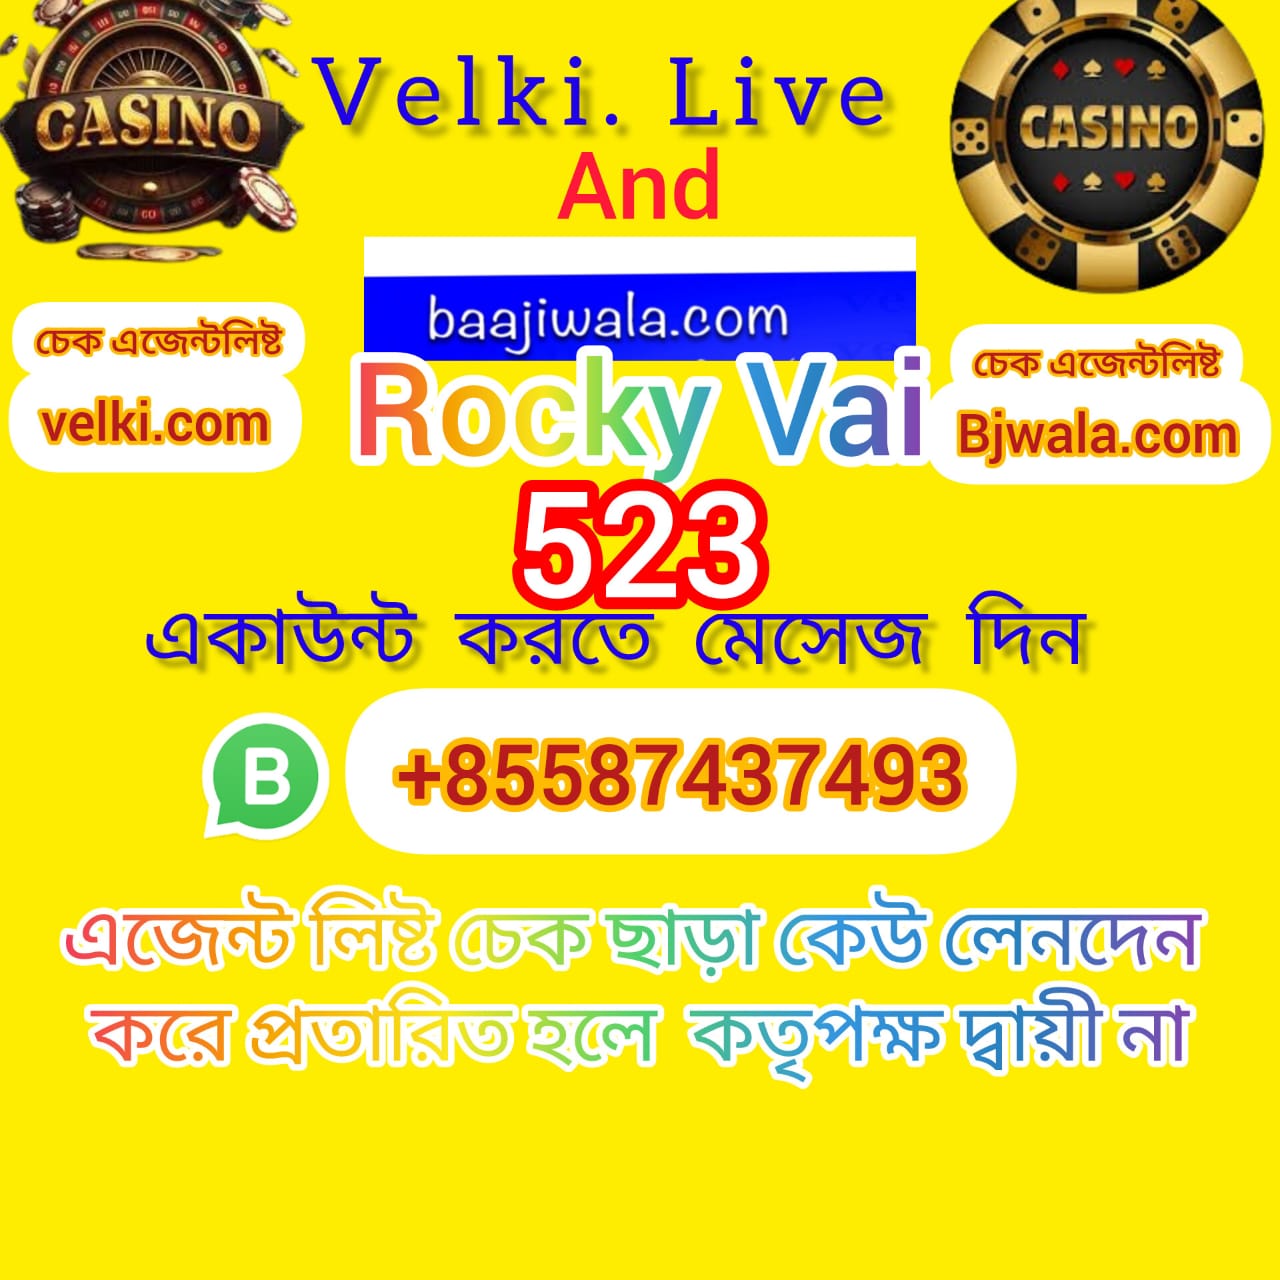 CASINO
CASINO
Velki. Live
And
baajiwala.com
চেক এজেন্টলিষ্ট
velki.com
Rocky Vai
চেক এজেন্টলিষ্ট
Bjwala.com
523
একাউন্ট করতে মেসেজ দিন
B
+85587437493
এজেন্ট লিষ্ট চেক ছাড়া কেউ লেনদেন
করে প্রতারিত হলে কতৃপক্ষ দ্বায়ী না